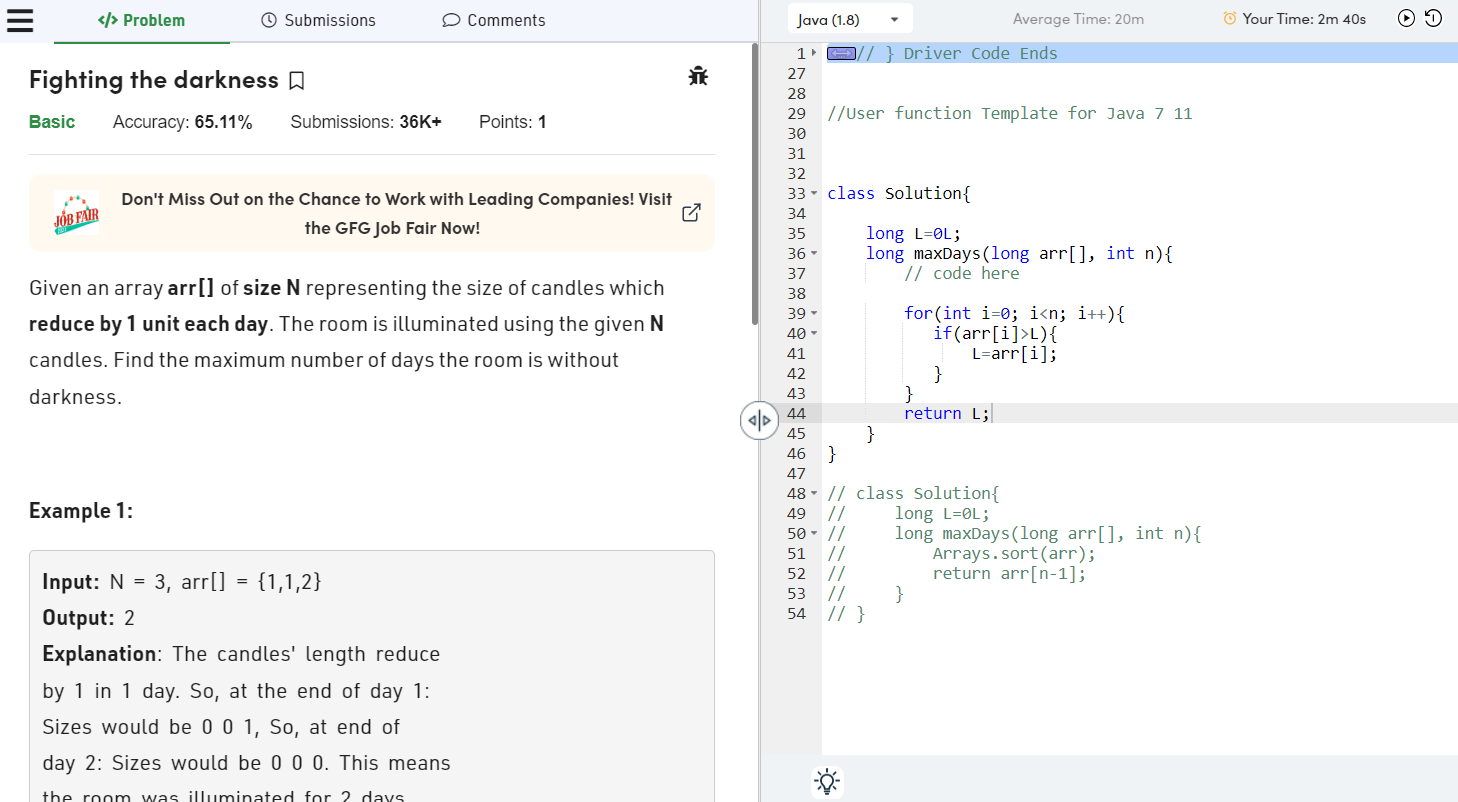 Problem
Submissions
Comments
Fighting the darkness
Basic
Accuracy: 65.11%
Submissions: 36K+
Points: 1
JOB FAIR
Don't Miss Out on the Chance to Work with Leading Companies! Visit
the GFG Job Fair Now!
Given an array arr[] of size N representing the size of candles which
reduce by 1 unit each day. The room is illuminated using the given N
candles. Find the maximum number of days the room is without
darkness.
Example 1:
Input: N = 3, arr[] = {1,1,2}
Output: 2
Explanation: The candles' length reduce
by 1 in 1 day. So, at the end of day 1:
Sizes would be 0 0 1, So, at end of
day 2: Sizes would be 0 0 0. This means
the room was illuminated for 2 days.
Java (1.8)
Average Time: 20m
Your Time: 2m 40s
1 // } Driver Code Ends
27
28
29 //User function Template for Java 7 11
30
31
32
33 class Solution{
34
35 long L=0L;
36 long maxDays(long arr[], int n){
37 // code here
38
39 for(int i=0; i<n; i++){
40 if(arr[i]>L){
41 L=arr[i];
42 }
43 }
44 return L;
45 }
46 }
47
48 // class Solution{
49 // long L=0L;
50 // long maxDays(long arr[], int n){
51 // Arrays.sort(arr);
52 // return arr[n-1];
53 // }
54 // }